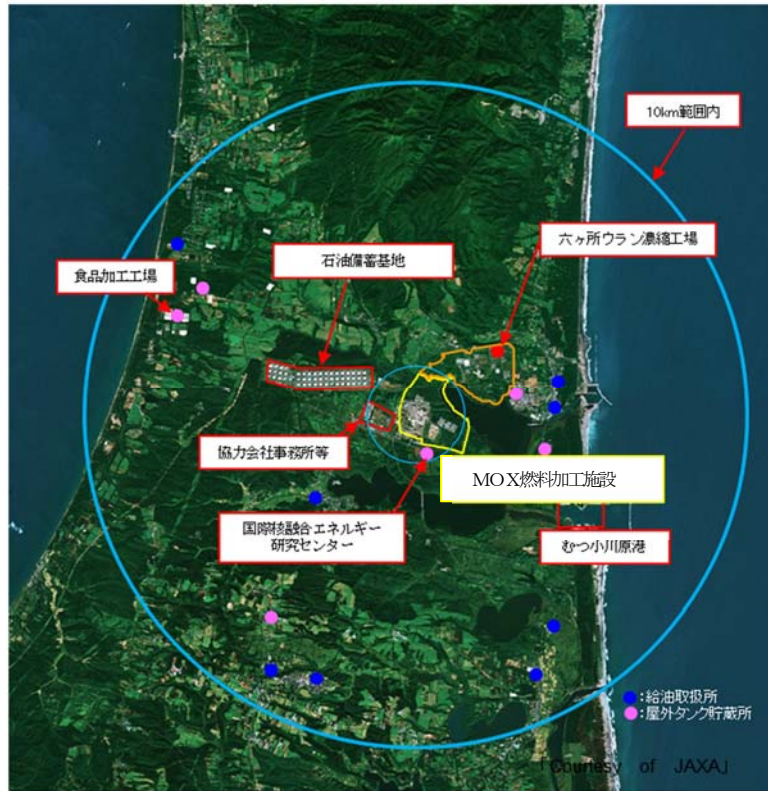 10km範囲内
六ヶ所ウラン濃縮工場
石油備蓄基地
食品加工工場
協力会社事務所等
MOX燃料加工施設
国際核融合エネルギー
研究センター
むつ小川原港
●:給油取扱所
●:屋外タンク貯蔵所
「Courtesy of JAXA」